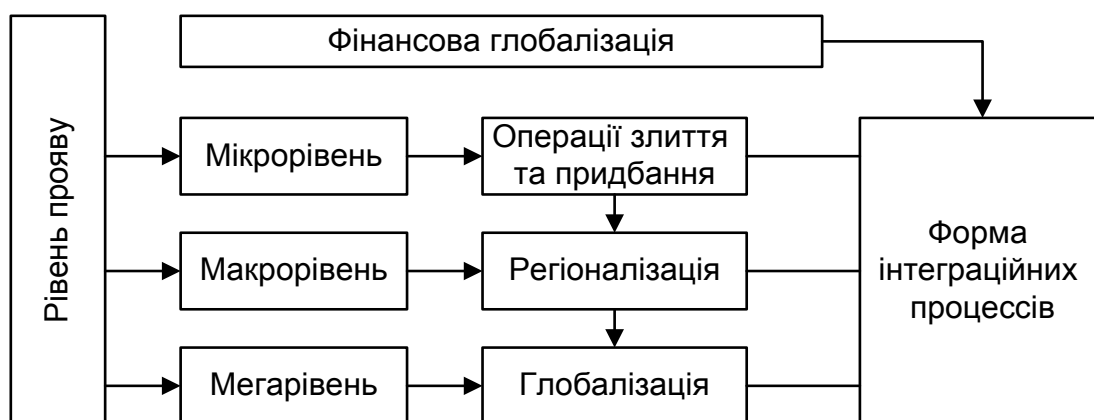 Фінансова глобалізація
Рівень прояву
Мікрорівень
Операції злиття
та придбання
Макрорівень
Регіоналізація
Мегарівень
Глобалізація
Форма
інтеграційних
процессів